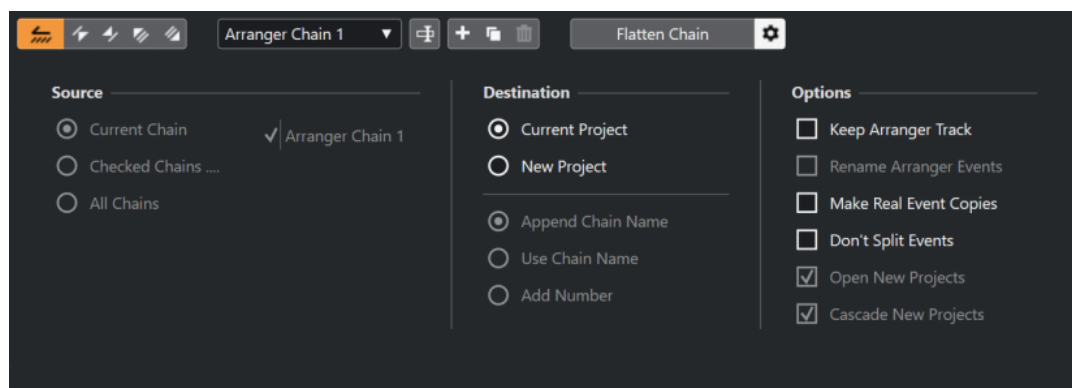 Arranger Chain 1
Flatten Chain
Source
Current Chain
Arranger Chain 1
Checked Chains ....
All Chains
Destination
Current Project
New Project
Append Chain Name
Use Chain Name
Add Number
Options
Keep Arranger Track
Rename Arranger Events
Make Real Event Copies
Don't Split Events
Open New Projects
Cascade New Projects